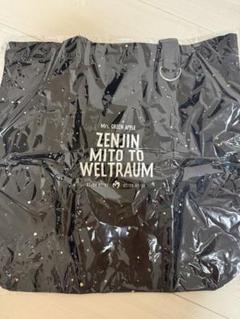 Mrs. GREEN APPLE
ZENJIN
MITO TO
WELTRAUM